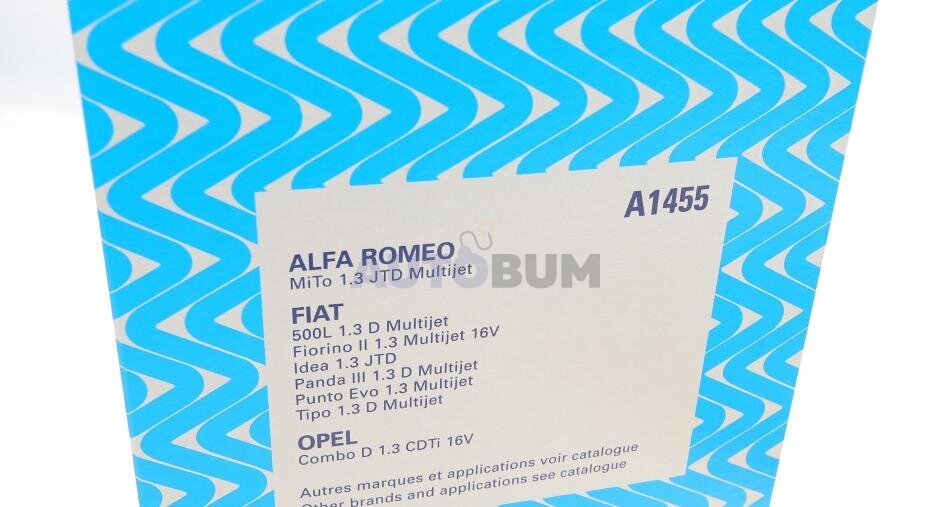 A1455
ALFA ROMEO
MiTo 1.3 JTD Multijet
AUTOBUM
FIAT
500L 1.3 D Multijet
Fiorino II 1.3 Multijet 16V
Idea 1.3 JTD
Panda III 1.3 D Multijet
Punto Evo 1.3 Multijet
Tipo 1.3 D Multijet
OPEL
Combo D 1.3 CDTi 16V
Autres marques et applications voir catalogue
Other brands and applications see catalogue